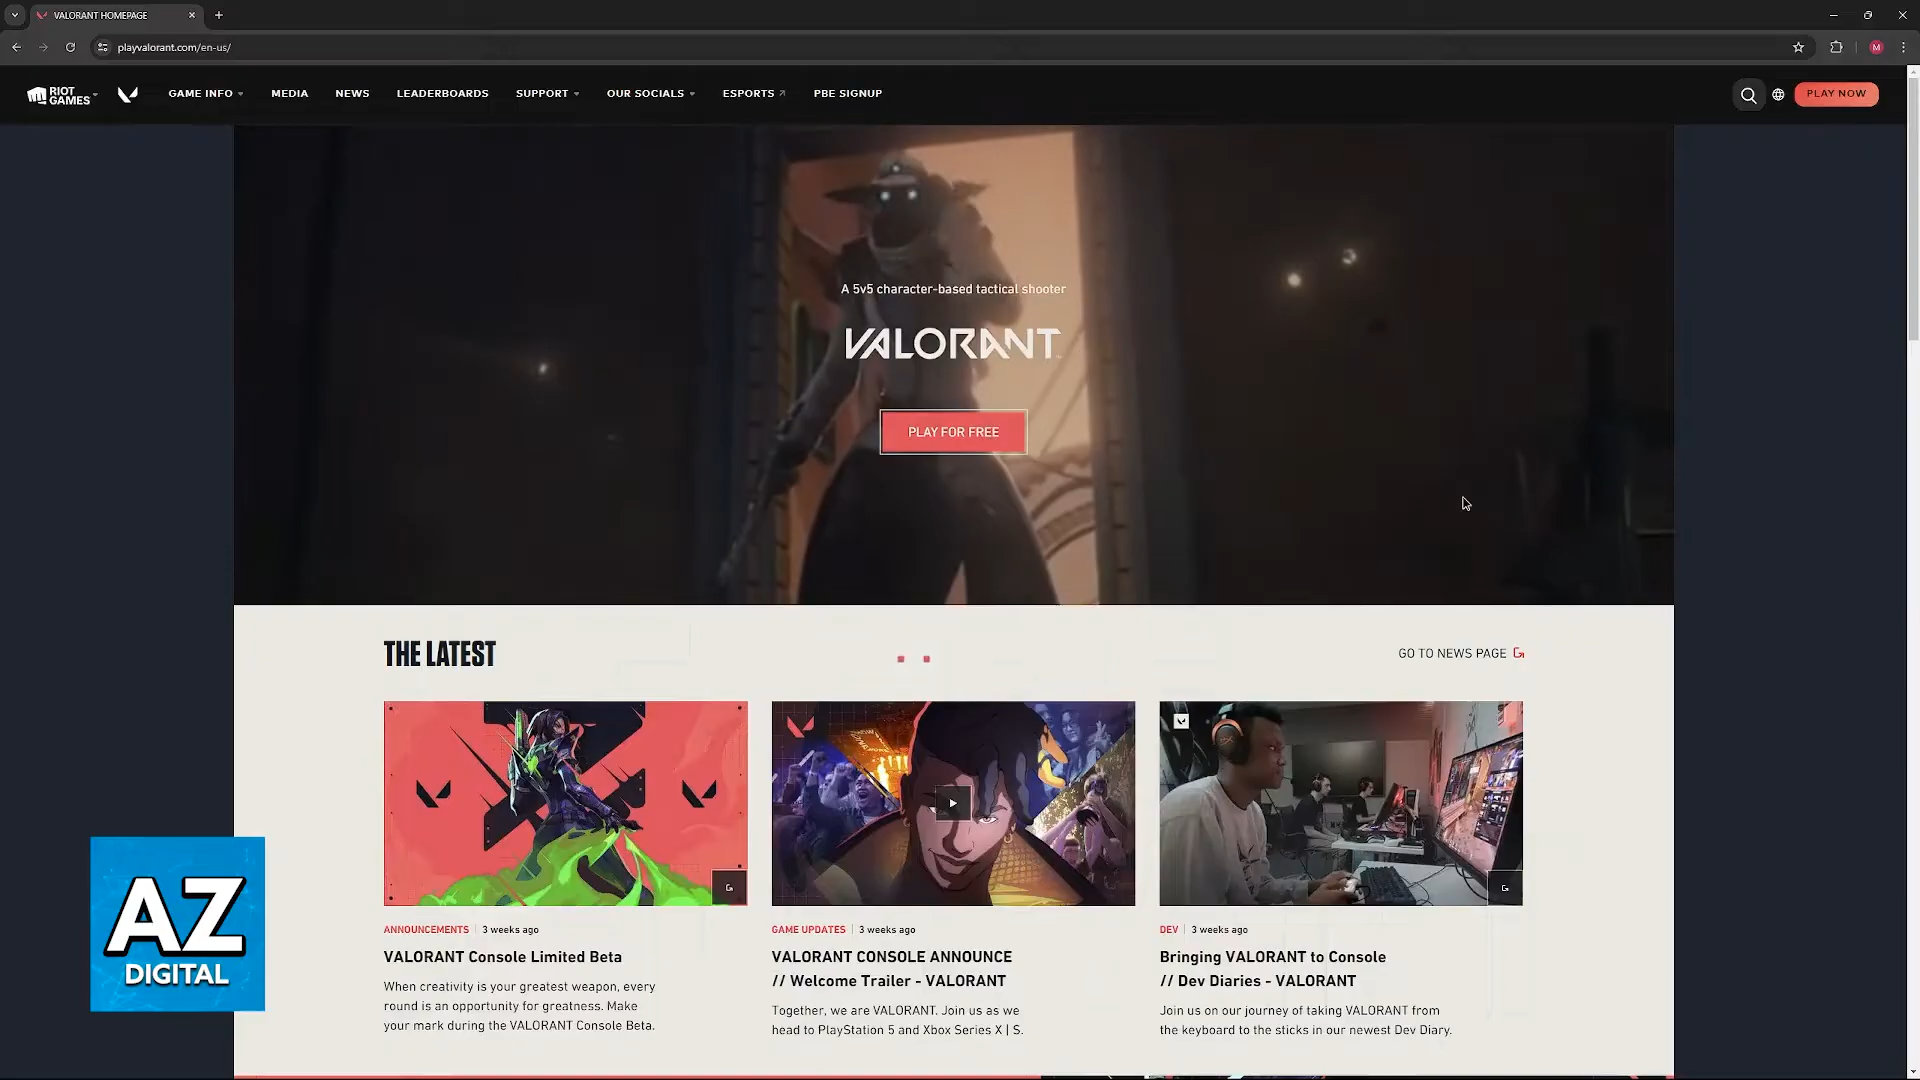 VALORANT HOMEPAGE
playvalorant.com/en-us/
M
RIOT GAMES
GAME INFO
MEDIA
NEWS
LEADERBOARDS
SUPPORT
OUR SOCIALS
ESPORTS
PBE SIGNUP
PLAY NOW
A 5v5 character-based tactical shooter
VALORANT
PLAY FOR FREE
THE LATEST
GO TO NEWS PAGE
ANNOUNCEMENTS | 3 weeks ago
VALORANT Console Limited Beta
When creativity is your greatest weapon, every
round is an opportunity for greatness. Make
your mark during the VALORANT Console Beta.
GAME UPDATES | 3 weeks ago
VALORANT CONSOLE ANNOUNCE
// Welcome Trailer - VALORANT
Together, we are VALORANT. Join us as we
head to PlayStation 5 and Xbox Series X | S.
DEV | 3 weeks ago
Bringing VALORANT to Console
// Dev Diaries - VALORANT
Join us on our journey of taking VALORANT from
the keyboard to the sticks in our newest Dev Diary.
AZ
DIGITAL